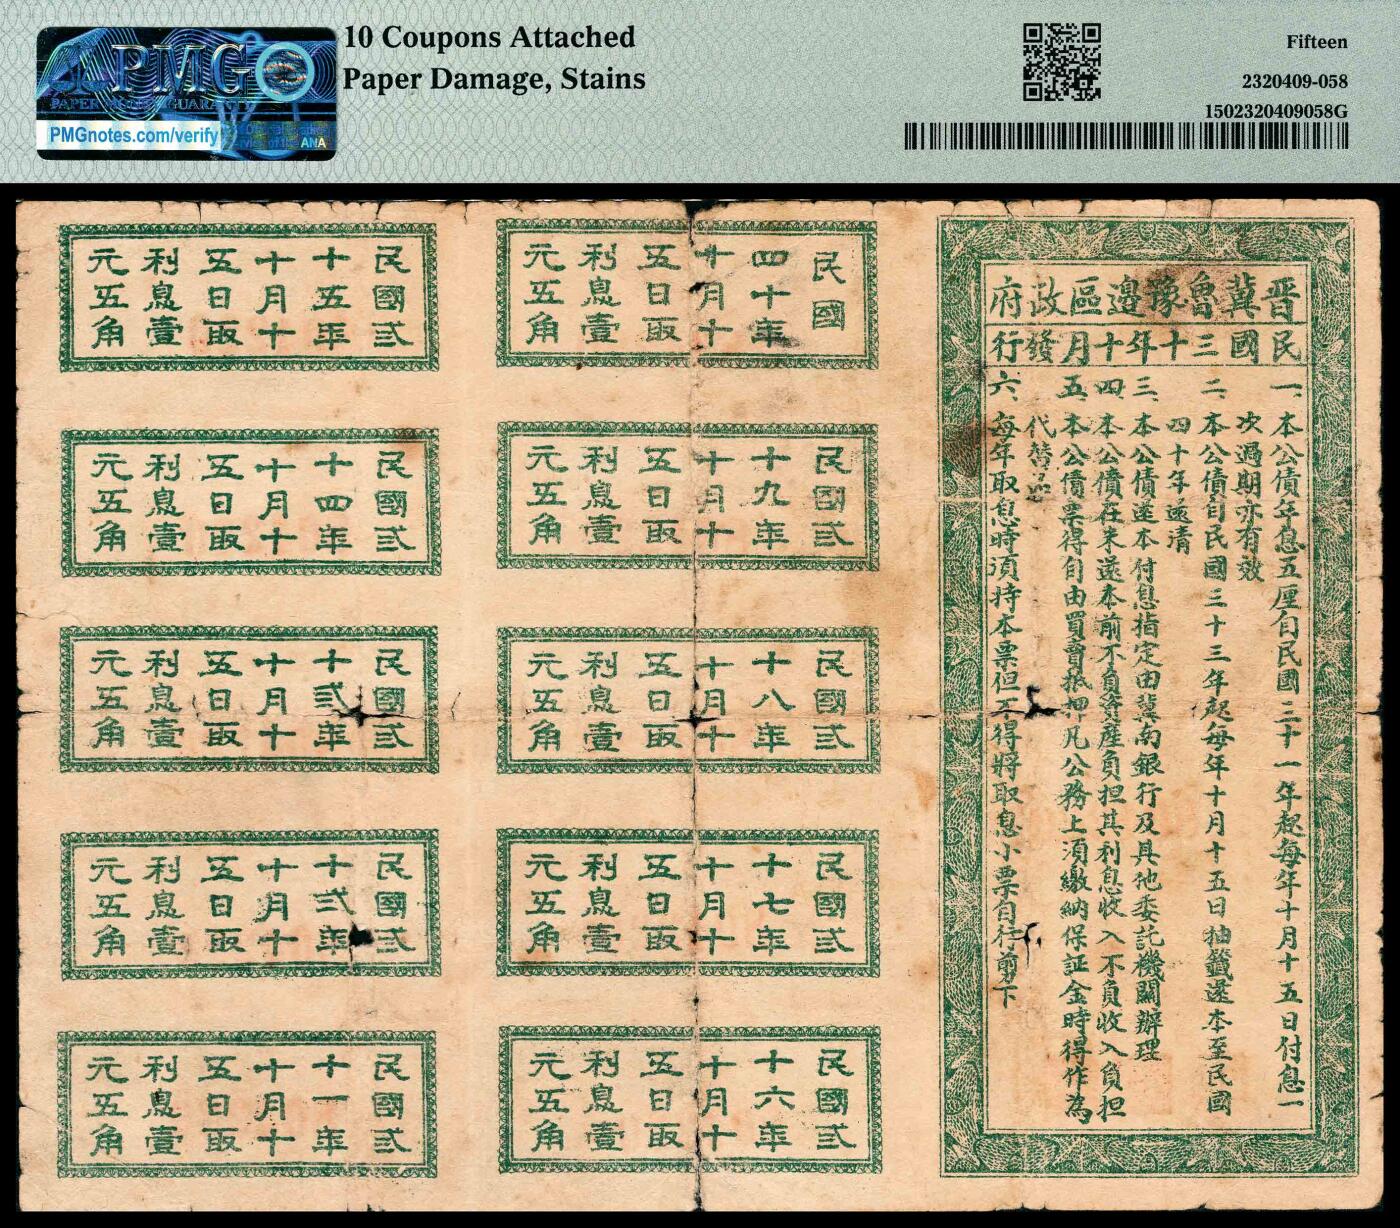 10 Coupons Attached
Paper Damage, Stains
Fifteen
2320409-058
1502320409058G
PMG
PAPER MONEY GUARANTY
PMGnotes.com/verify
ANA
晋冀魯豫邊區政府
民國三十年十月發行
一、本公債年息五厘自民國三十一年起每年十月十五日付息一
次過期亦有效
二、本公債自民國三十三年起每年十月十五日抽籤還本至民國
四十年還清
三、本公債還本付息指定由冀南銀行及其他委託機關辦理
四、本公債在未還本前不負資產負担其利息收入不負收入負担
五、本公債票得自由買賣抵押凡公務上須繳納保証金時得作為
代替品
六、每年取息時須持本票但不得將取息小票自行剪下
民國
四十年
十月十
五日取
利息壹
元五角
民國弍
十九年
十月十
五日取
利息壹
元五角
民國弍
十八年
十月十
五日取
利息壹
元五角
民國弍
十七年
十月十
五日取
利息壹
元五角
民國弍
十六年
十月十
五日取
利息壹
元五角
民國弍
十五年
十月十
五日取
利息壹
元五角
民國弍
十四年
十月十
五日取
利息壹
元五角
民國弍
十弎年
十月十
五日取
利息壹
元五角
民國弍
十弍年
十月十
五日取
利息壹
元五角
民國弍
十一年
十月十
五日取
利息壹
元五角